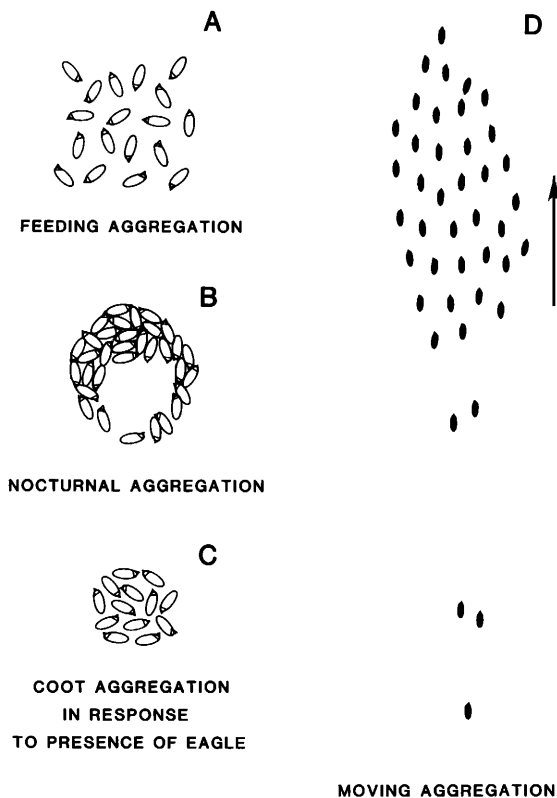 A
FEEDING AGGREGATION
B
NOCTURNAL AGGREGATION
C
COOT AGGREGATION
IN RESPONSE
TO PRESENCE OF EAGLE
D
MOVING AGGREGATION